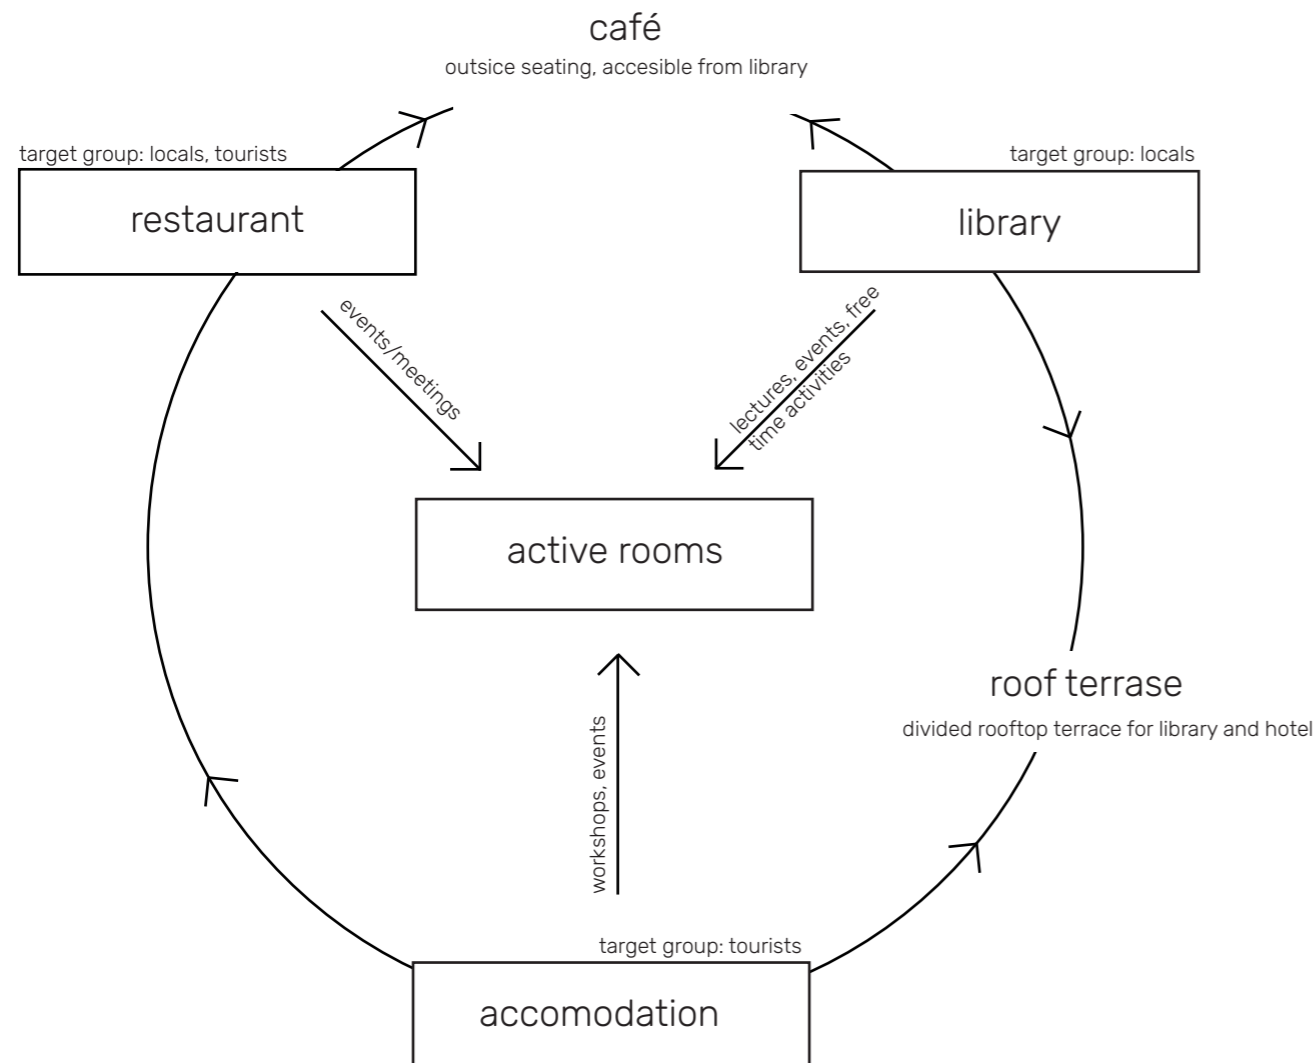 café
outsice seating, accesible from library
target group: locals, tourists
target group: locals
restaurant
library
events/meetings
lectures, events, free
time activities
active rooms
roof terrase
divided rooftop terrace for library and hotel
workshops, events
target group: tourists
accomodation